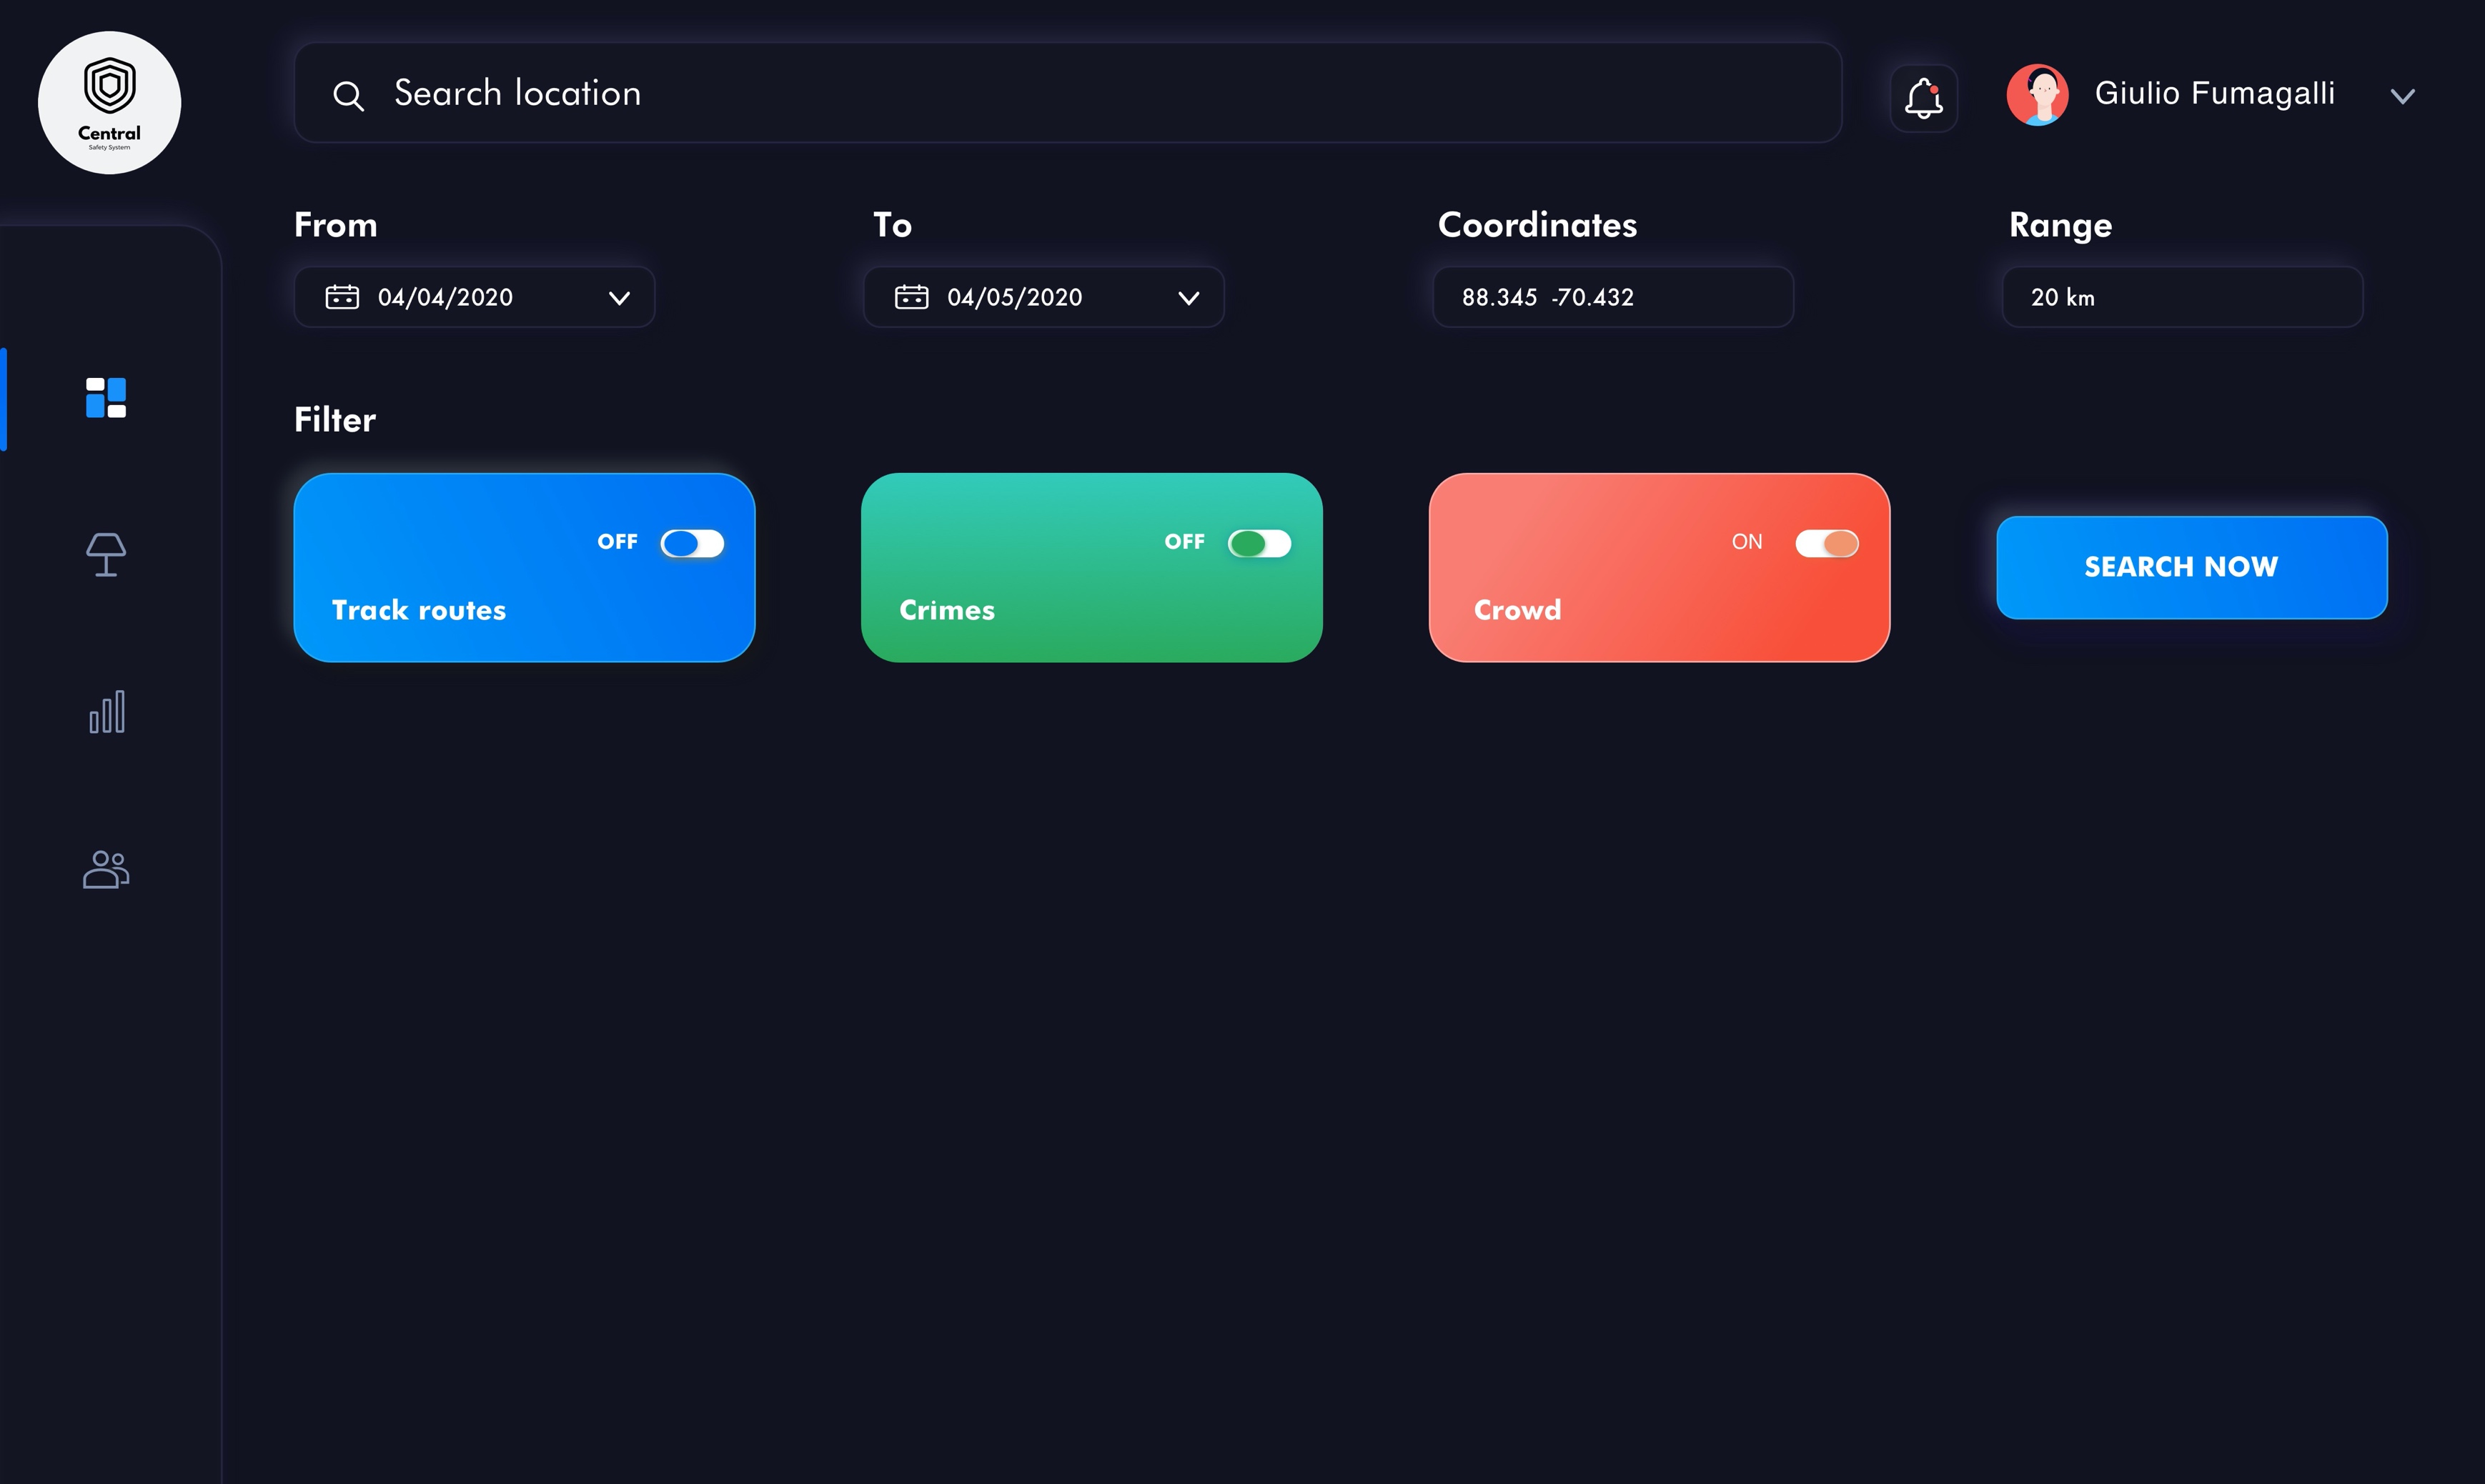 Central
Safety System
Search location
Giulio Fumagalli
From
To
Coordinates
Range
04/04/2020
04/05/2020
88.345 -70.432
20 km
Filter
OFF
Track routes
OFF
Crimes
ON
Crowd
SEARCH NOW